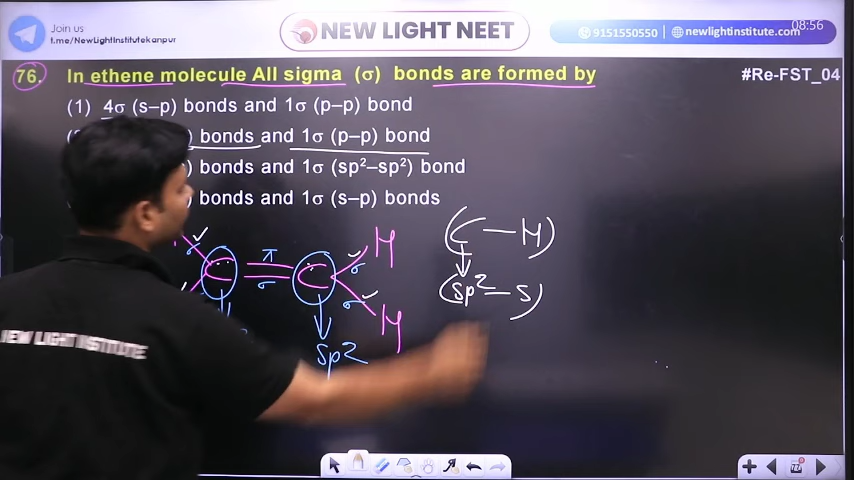 Join us
t.me/NewLightInstitutekanpur
NEW LIGHT NEET
9151550550 | newlightinstitute.com
08:56
76. In ethene molecule All sigma (σ) bonds are formed by
#Re-FST_04
(1) 4σ (s–p) bonds and 1σ (p–p) bond
) bonds and 1σ (p–p) bond
) bonds and 1σ (sp²–sp²) bond
) bonds and 1σ (s–p) bonds
σ C π σ C σ H σ H
sp2
(C – H)
(sp2 – s)
NEW LIGHT INSTITUTE